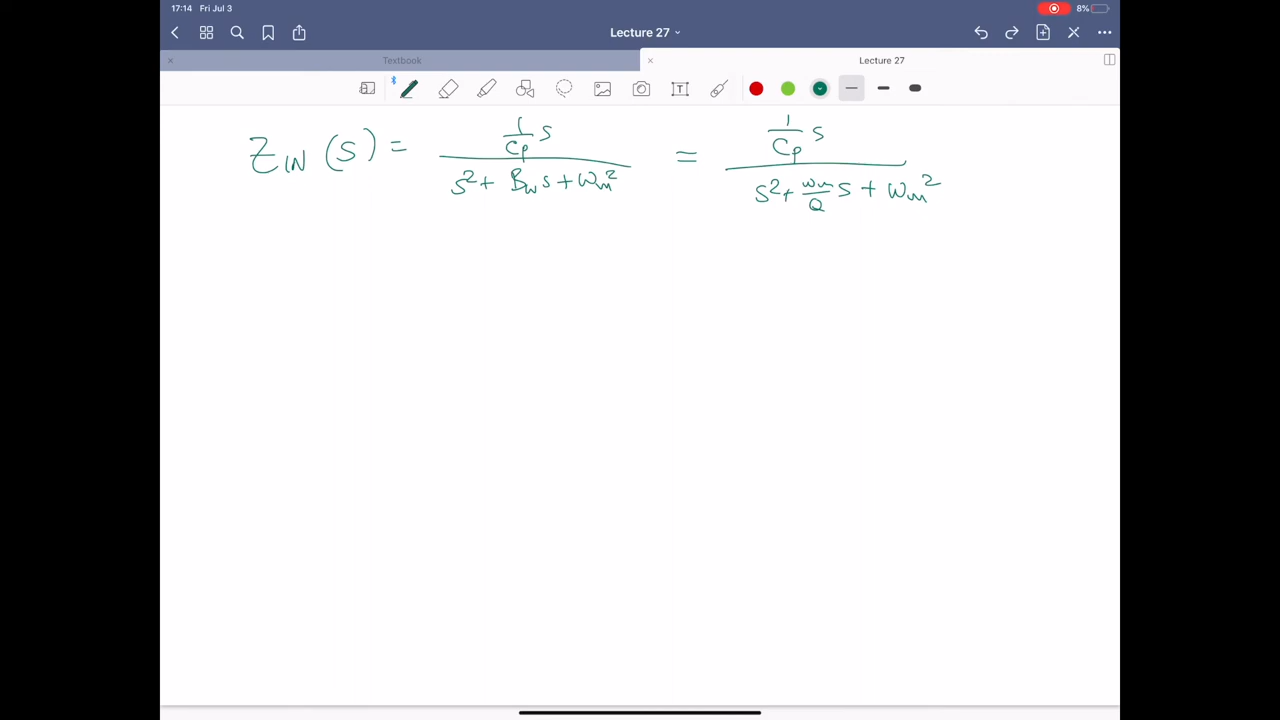 17:14 Fri Jul 3
8%
Lecture 27
Textbook
Lecture 27
T
Z_IN (s) = (1/C_p s) / (s² + B_w s + ω_m²) = (1/C_p s) / (s² + ω_m/Q s + ω_m²)